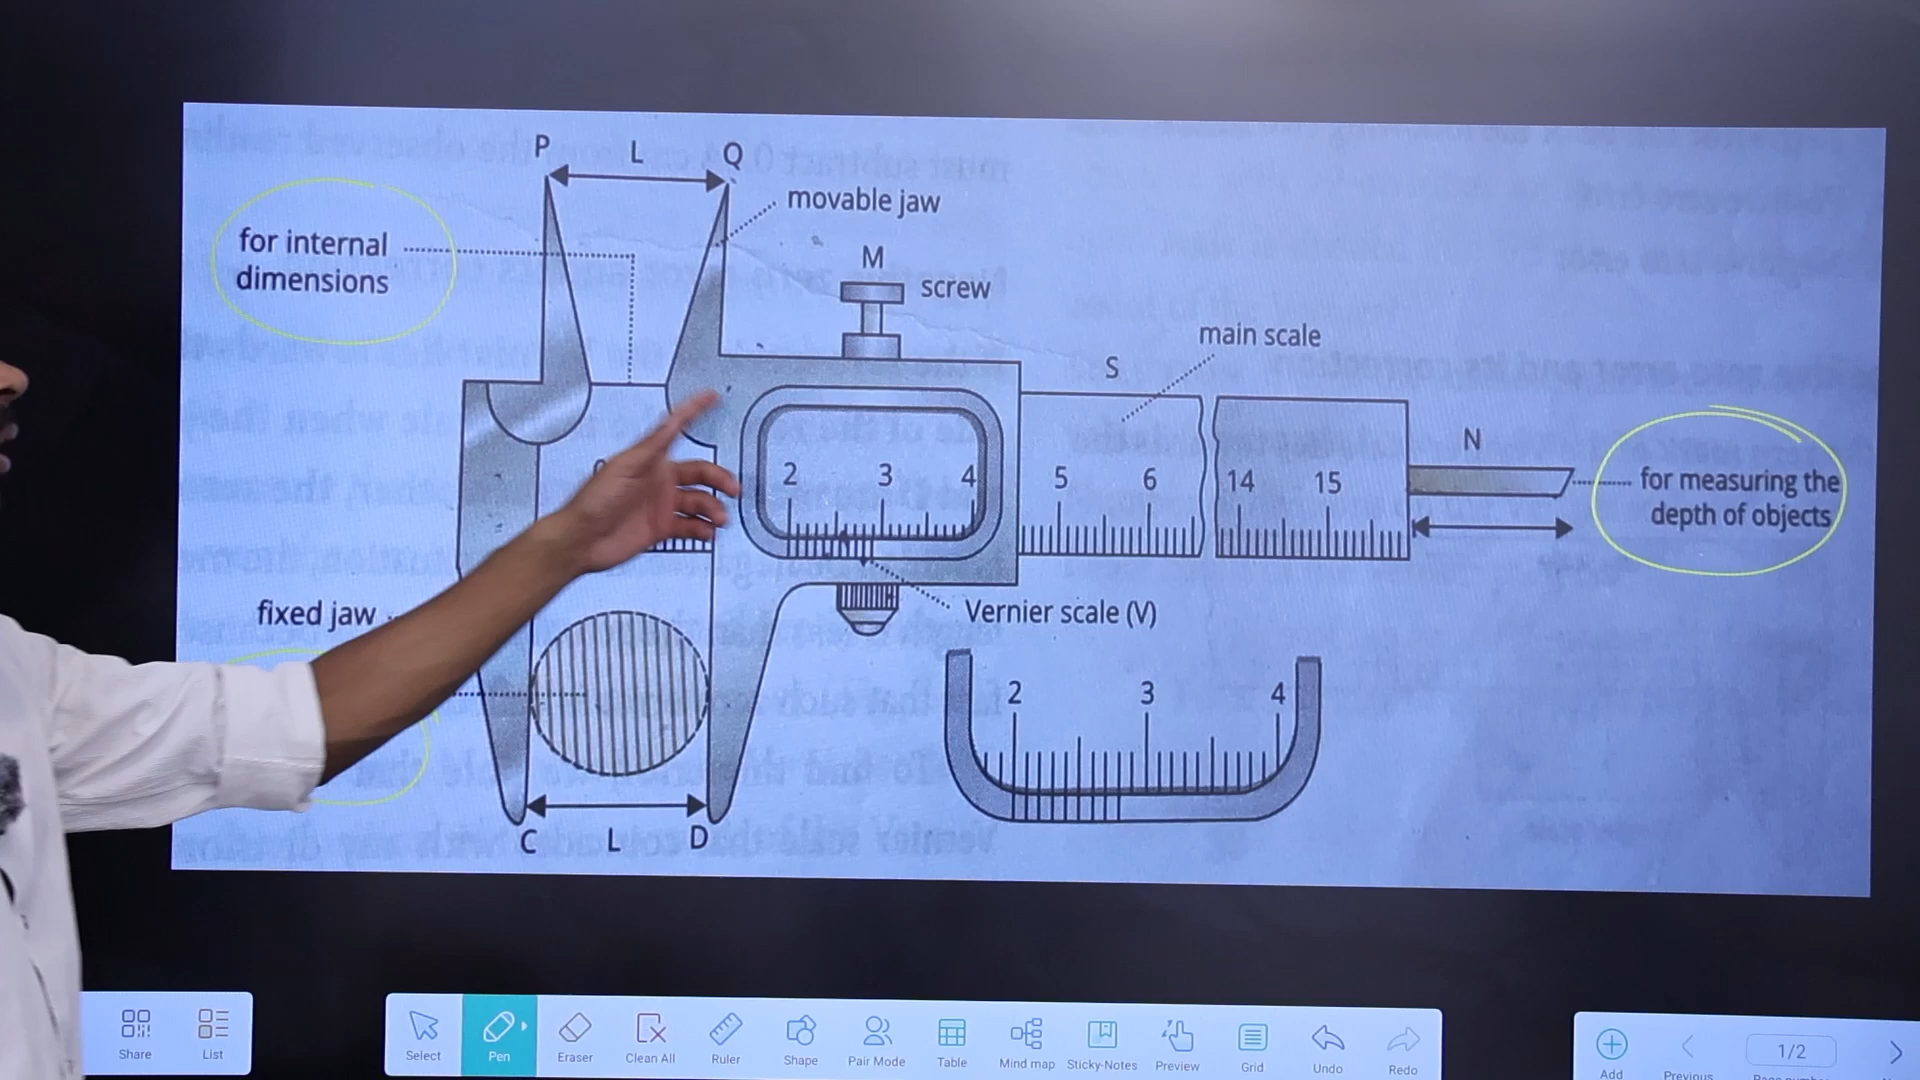 P L Q
movable jaw
for internal
dimensions
M
screw
main scale
S
N
2 3 4 5 6 14 15
for measuring the
depth of objects
fixed jaw
Vernier scale (V)
2 3 4
C L D
Share
List
Select
Pen
Eraser
Clean All
Ruler
Shape
Pair Mode
Table
Mind map
Sticky-Notes
Preview
Grid
Undo
Redo
Add
Previous
1/2